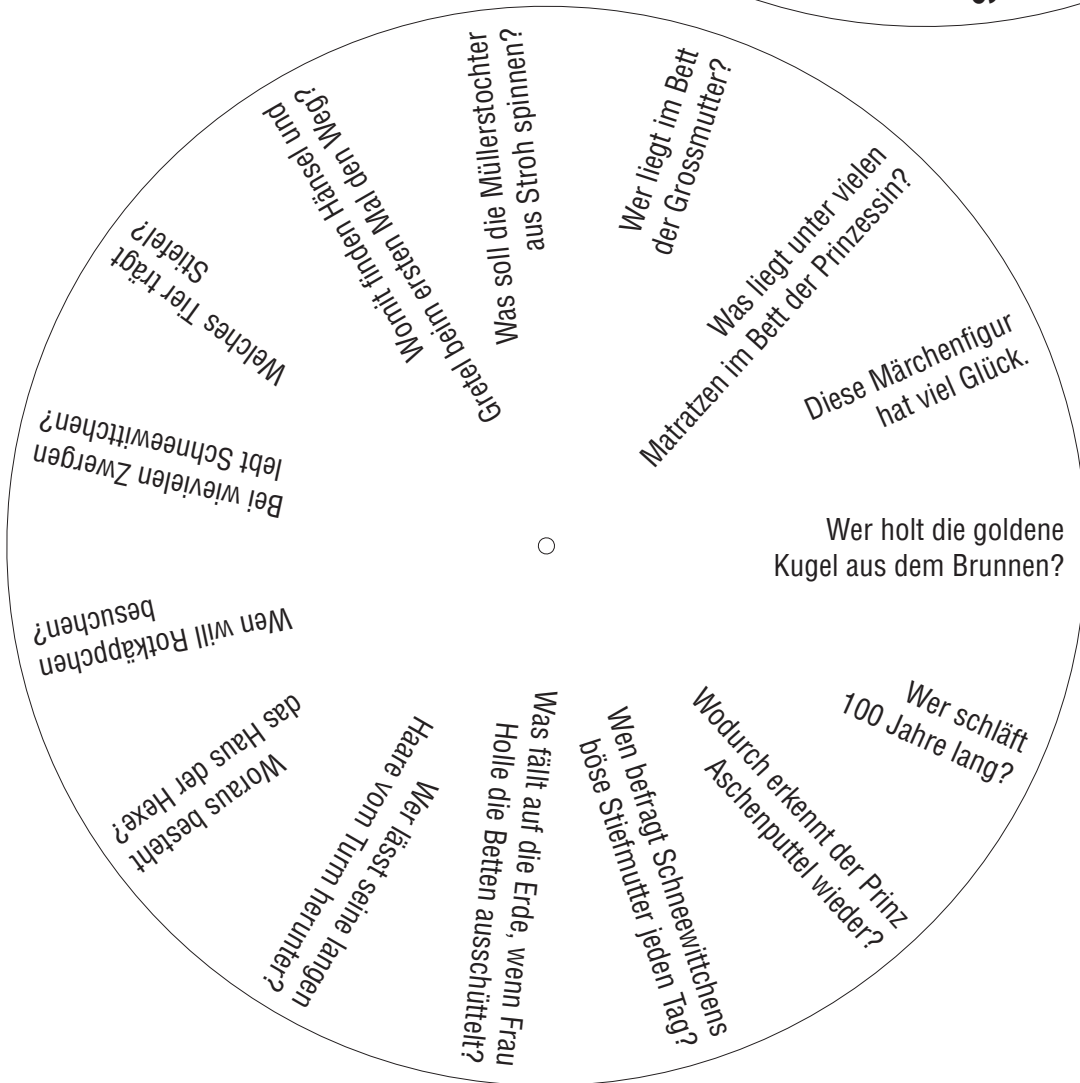 Was soll die Müllerstochter
aus Stroh spinnen?
Wer liegt im Bett
der Grossmutter?
Was liegt unter vielen
Matratzen im Bett der Prinzessin?
Diese Märchenfigur
hat viel Glück.
Wer holt die goldene
Kugel aus dem Brunnen?
Wer schläft
100 Jahre lang?
Wodurch erkennt der Prinz
Aschenputtel wieder?
Wen befragt Schneewittchens
böse Stiefmutter jeden Tag?
Was fällt auf die Erde, wenn Frau
Holle die Betten ausschüttelt?
Wer lässt seine langen
Haare vom Turm herunter?
Woraus besteht
das Haus der Hexe?
Wen will Rotkäppchen
besuchen?
Bei wievielen Zwergen
lebt Schneewittchen?
Welches Tier trägt
Stiefel?
Womit finden Hänsel und
Gretel beim ersten Mal den Weg?